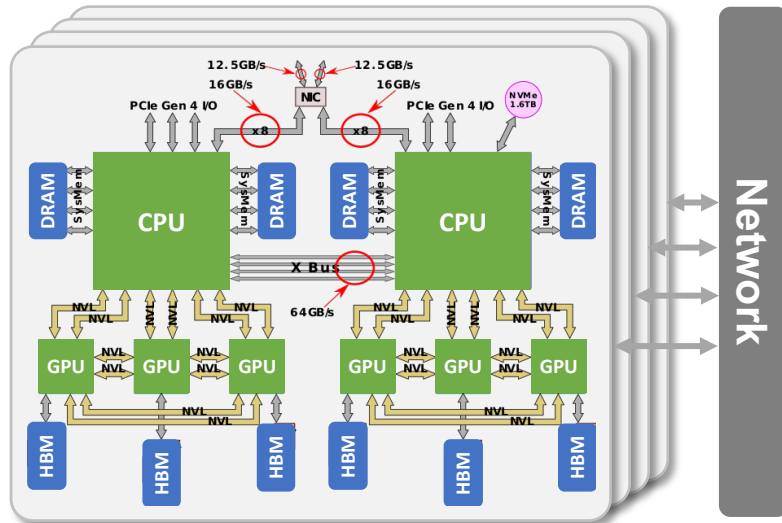 12.5GB/s
12.5GB/s
16GB/s
16GB/s
NIC
NVMe
1.6TB
PCIe Gen 4 I/O
PCIe Gen 4 I/O
x8
x8
DRAM
SysMem
CPU
SysMem
DRAM
DRAM
SysMem
CPU
SysMem
DRAM
X Bus
64GB/s
NVL
NVL
NVL
NVL
NVL
NVL
NVL
NVL
NVL
NVL
NVL
NVL
GPU
NVL
NVL
GPU
NVL
NVL
GPU
GPU
NVL
NVL
GPU
NVL
NVL
GPU
NVL
NVL
NVL
NVL
HBM
HBM
HBM
HBM
HBM
HBM
Network